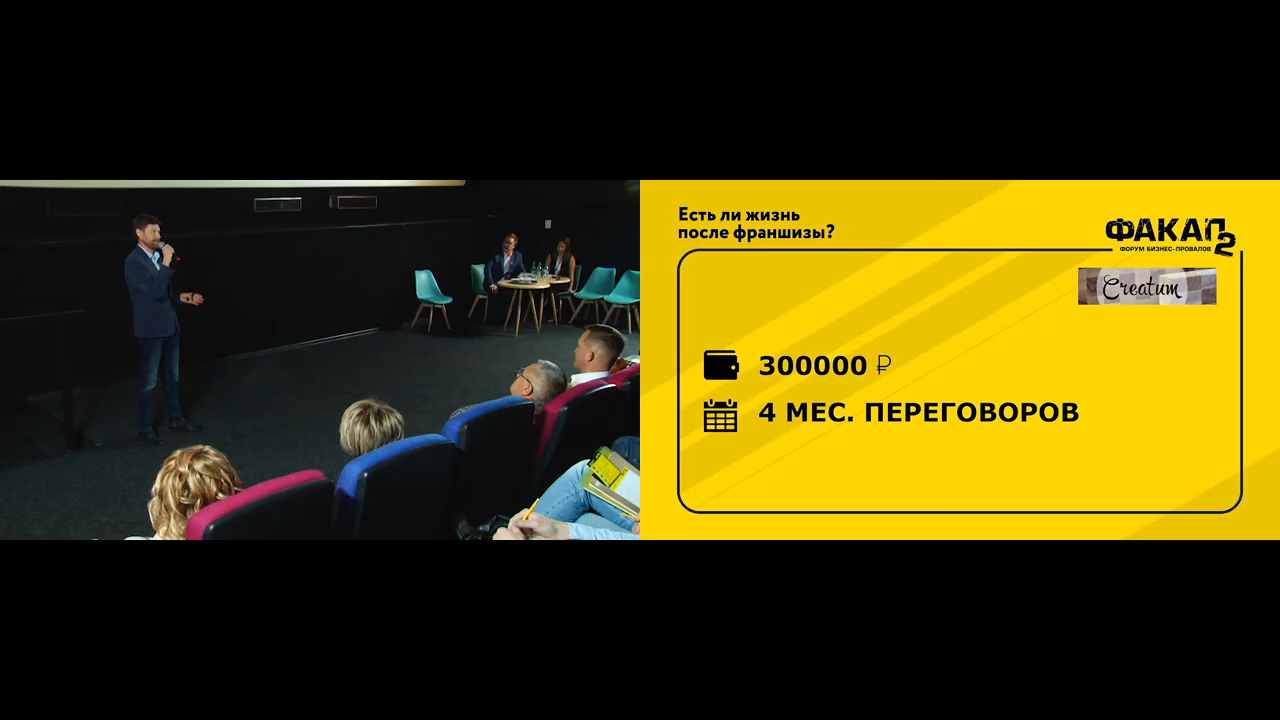 Есть ли жизнь
после франшизы?
ФАКАП2
ФОРУМ БИЗНЕС-ПРОВАЛОВ
Creatum
300000 ₽
4 МЕС. ПЕРЕГОВОРОВ